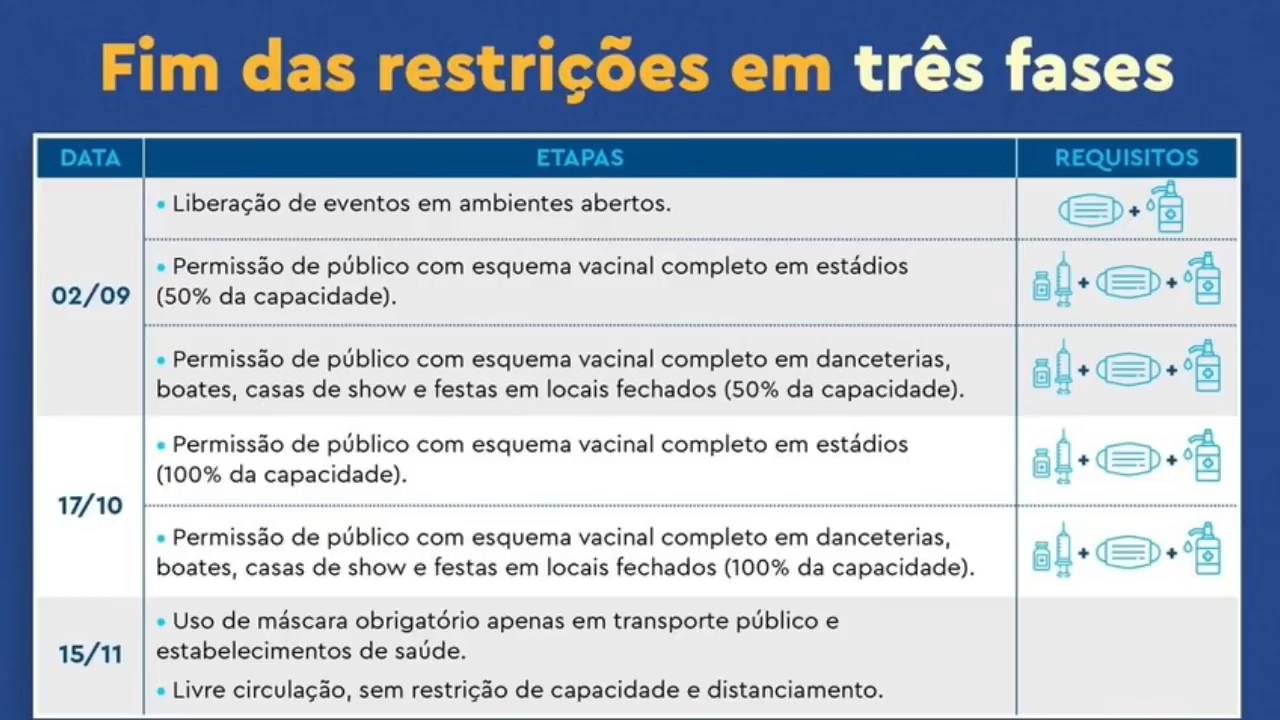 Fim das restrições em três fases
DATA ETAPAS REQUISITOS
• Liberação de eventos em ambientes abertos.
+
02/09
• Permissão de público com esquema vacinal completo em estádios
(50% da capacidade).
+ +
• Permissão de público com esquema vacinal completo em danceterias,
boates, casas de show e festas em locais fechados (50% da capacidade).
+ +
17/10
• Permissão de público com esquema vacinal completo em estádios
(100% da capacidade).
+ +
• Permissão de público com esquema vacinal completo em danceterias,
boates, casas de show e festas em locais fechados (100% da capacidade).
+ +
15/11
• Uso de máscara obrigatório apenas em transporte público e
estabelecimentos de saúde.
• Livre circulação, sem restrição de capacidade e distanciamento.